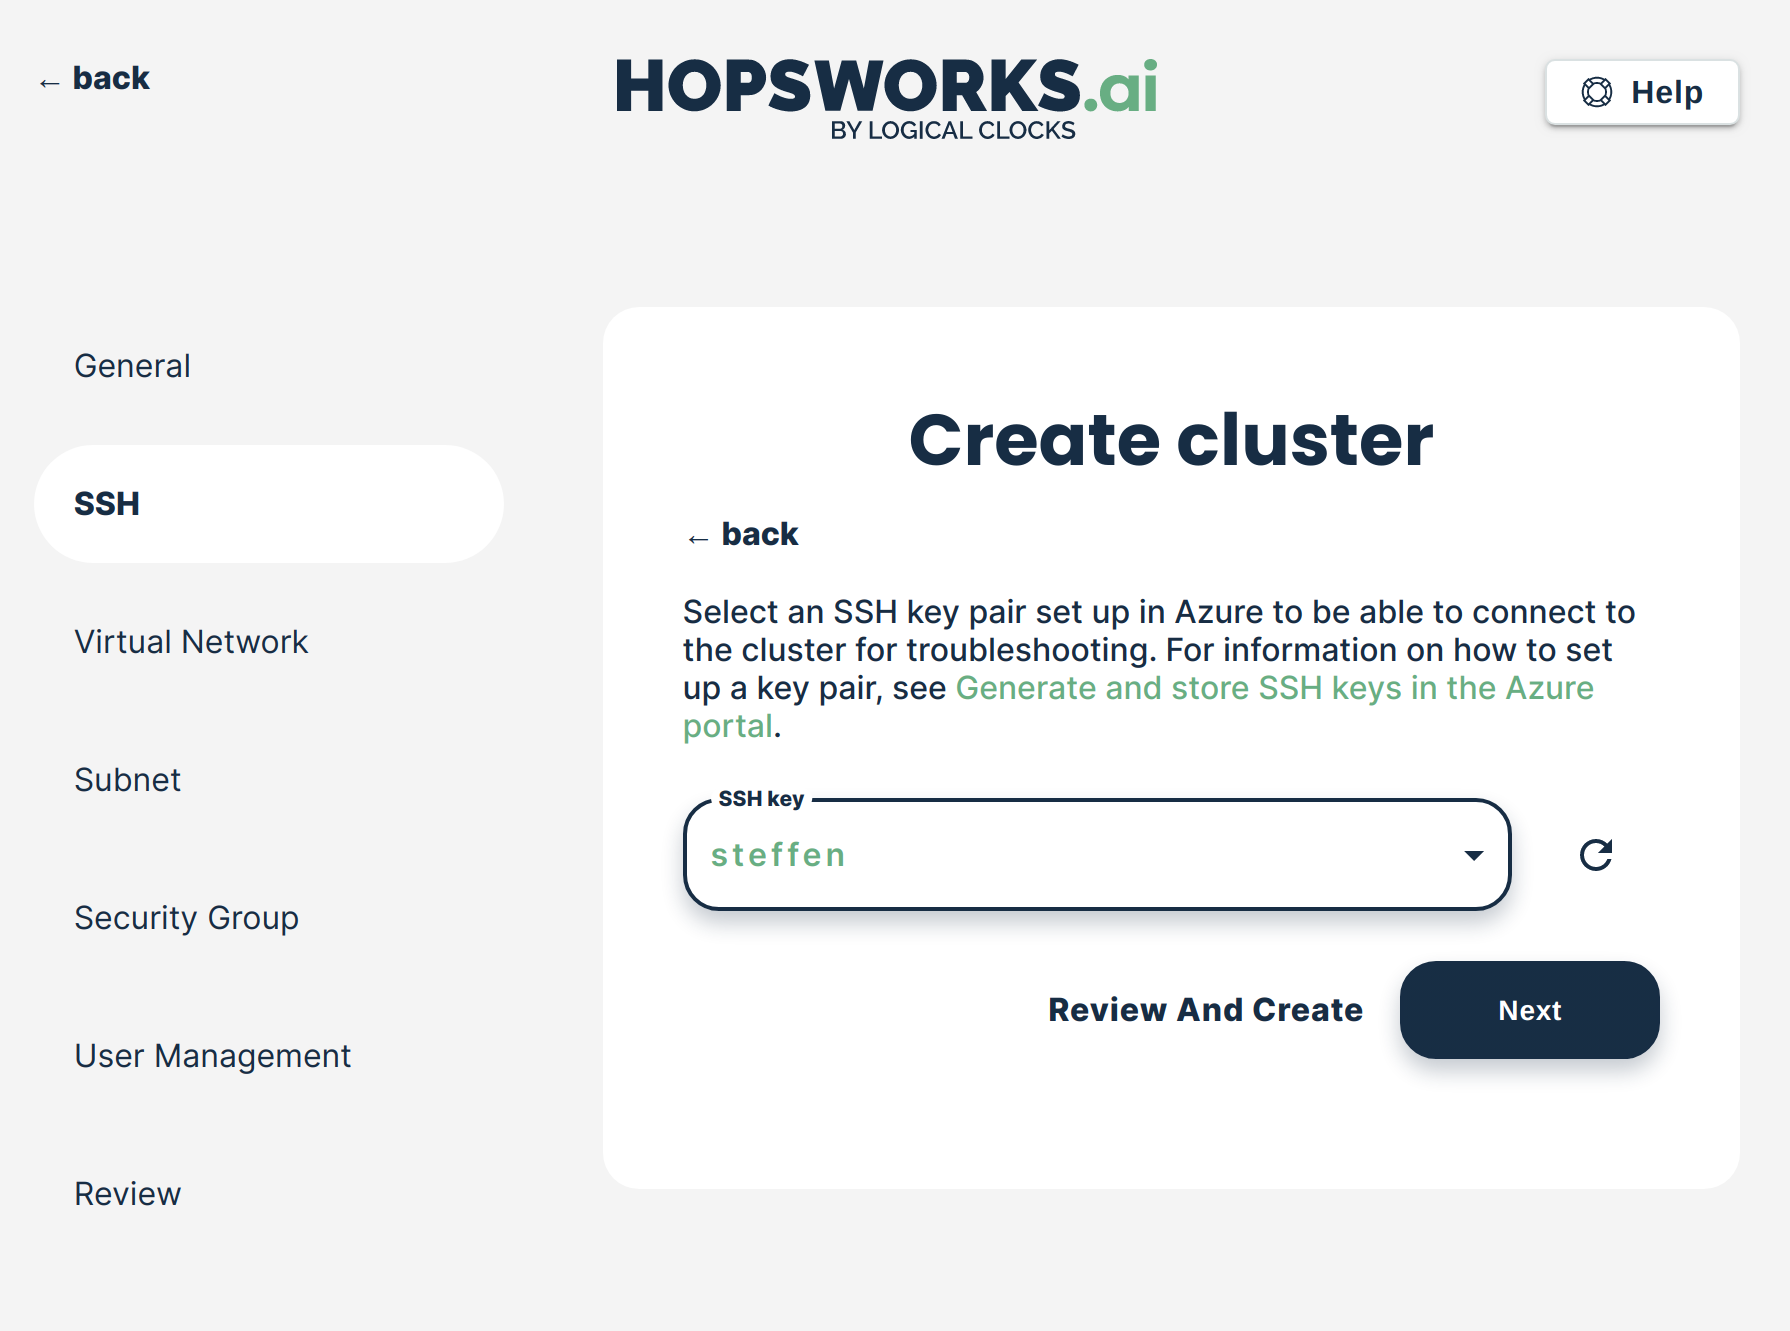 ← back
HOPSWORKS.ai
BY LOGICAL CLOCKS
Help
General
SSH
Virtual Network
Subnet
Security Group
User Management
Review
Create cluster
← back
Select an SSH key pair set up in Azure to be able to connect to
the cluster for troubleshooting. For information on how to set
up a key pair, see Generate and store SSH keys in the Azure
portal.
SSH key
steffen
Review And Create
Next